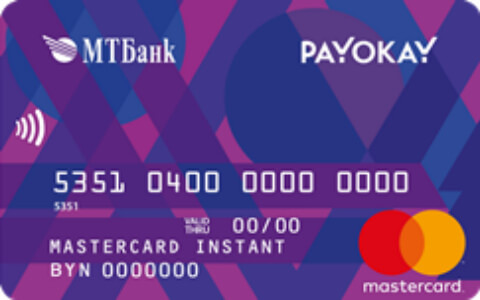 МТБанк PAYOKAY
5351 0400 0000 0000
5351
VALID THRU 00/00
MASTERCARD INSTANT
BYN 0000000
mastercard.